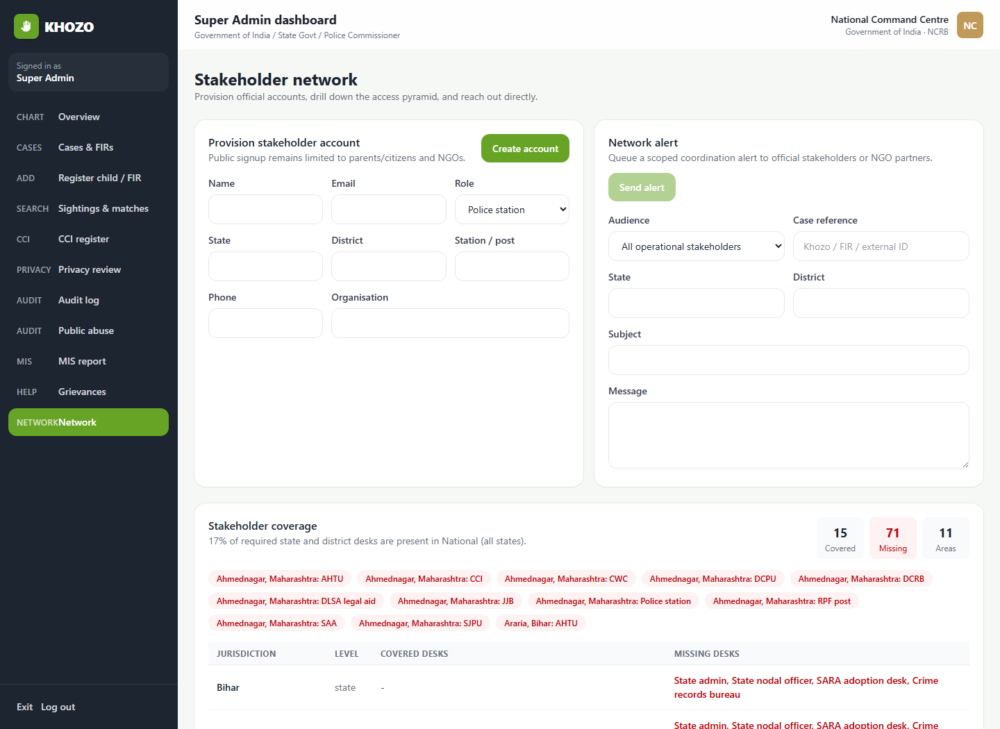 KHOZO
Signed in as
Super Admin
CHART Overview
CASES Cases & FIRs
ADD Register child / FIR
SEARCH Sightings & matches
CCI CCI register
PRIVACY Privacy review
AUDIT Audit log
AUDIT Public abuse
MIS MIS report
HELP Grievances
NETWORK Network
Exit Log out
Super Admin dashboard
Government of India / State Govt / Police Commissioner
National Command Centre
Government of India · NCRB
NC
Stakeholder network
Provision official accounts, drill down the access pyramid, and reach out directly.
Provision stakeholder account
Public signup remains limited to parents/citizens and NGOs.
Create account
Name Email Role
Police station
State District Station / post
Phone Organisation
Network alert
Queue a scoped coordination alert to official stakeholders or NGO partners.
Send alert
Audience Case reference
All operational stakeholders Khozo / FIR / external ID
State District
Subject
Message
Stakeholder coverage
17% of required state and district desks are present in National (all states).
15 Covered
71 Missing
11 Areas
Ahmednagar, Maharashtra: AHTU Ahmednagar, Maharashtra: CCI Ahmednagar, Maharashtra: CWC Ahmednagar, Maharashtra: DCPU Ahmednagar, Maharashtra: DCRB
Ahmednagar, Maharashtra: DLSA legal aid Ahmednagar, Maharashtra: JJB Ahmednagar, Maharashtra: Police station Ahmednagar, Maharashtra: RPF post
Ahmednagar, Maharashtra: SAA Ahmednagar, Maharashtra: SJPU Araria, Bihar: AHTU
JURISDICTION LEVEL COVERED DESKS MISSING DESKS
Bihar state - State admin, State nodal officer, SARA adoption desk, Crime
records bureau
State admin, State nodal officer, SARA adoption desk, Crime